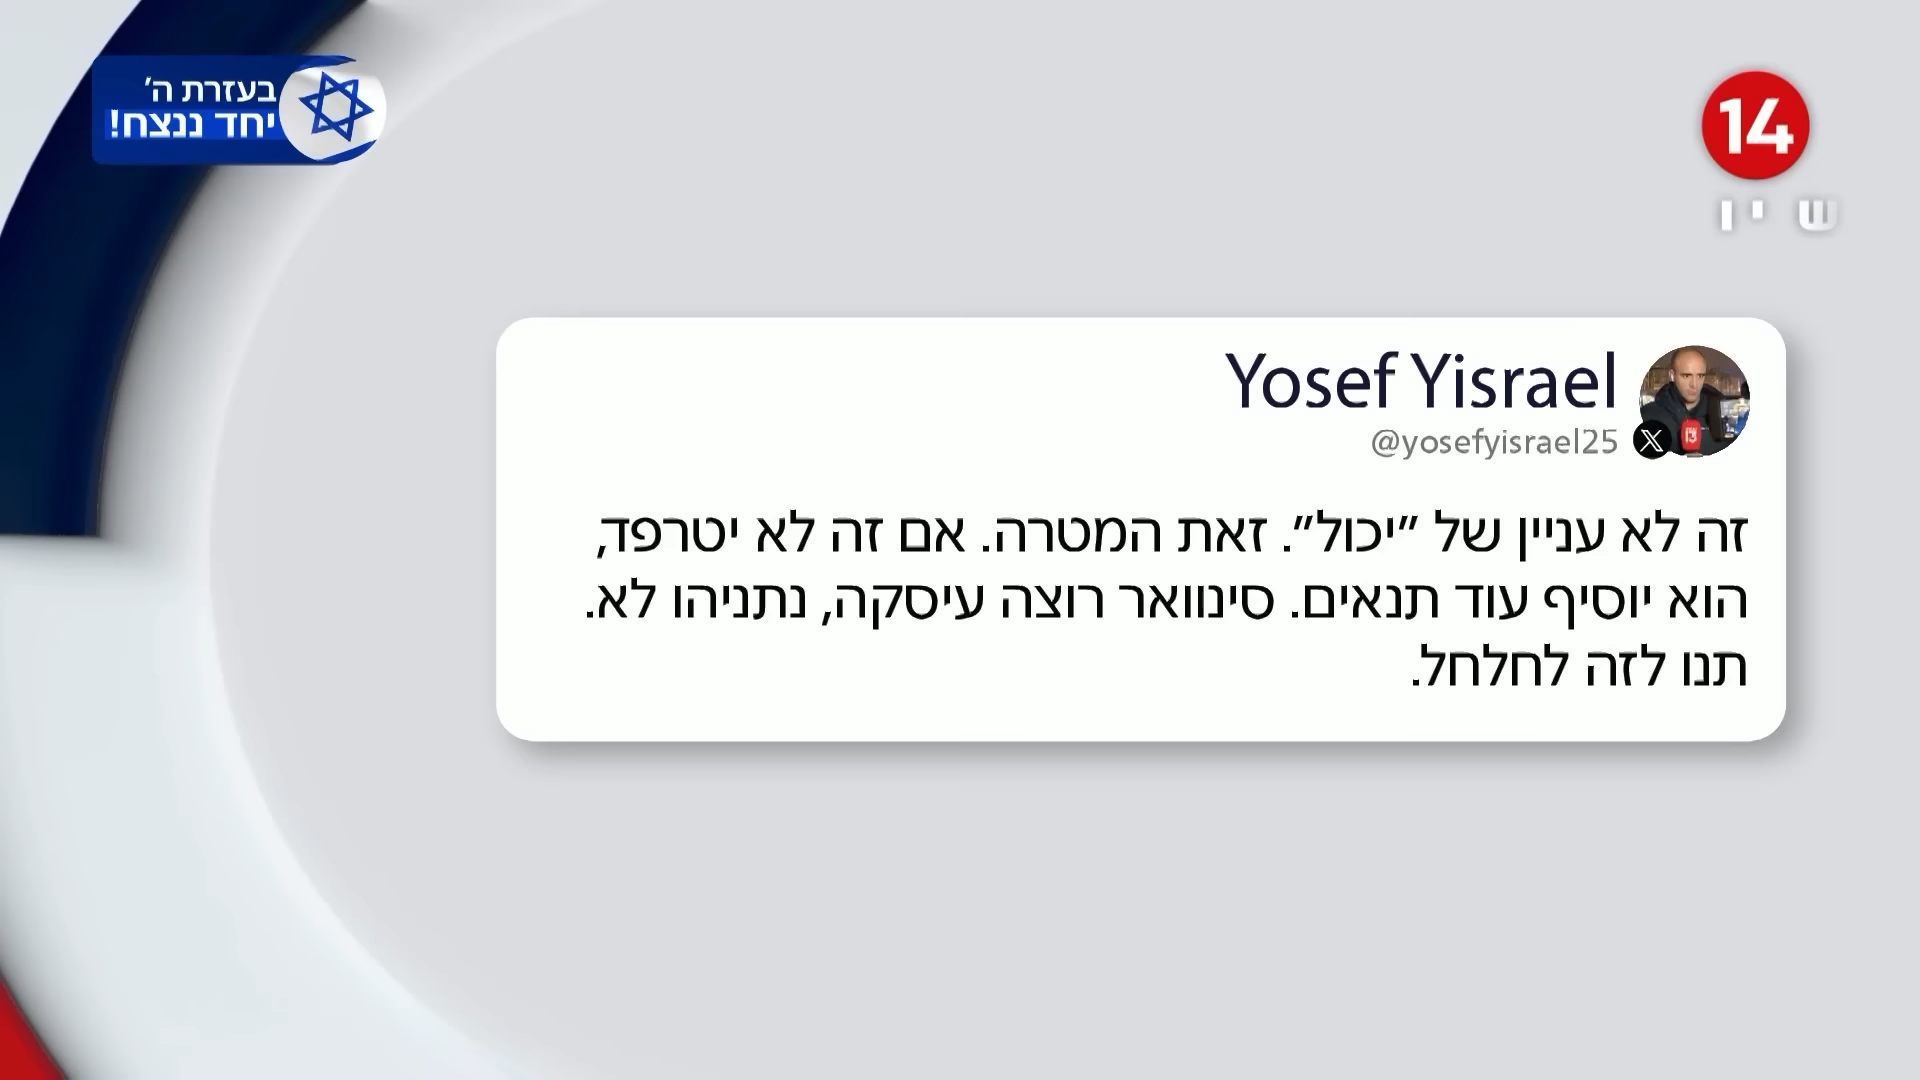 בעזרת ה׳
יחד ננצח!
14
Yosef Yisrael
@yosefyisrael25
13
זה לא עניין של ״יכול״. זאת המטרה. אם זה לא יטרפד,
הוא יוסיף עוד תנאים. סינוואר רוצה עיסקה, נתניהו לא.
תנו לזה לחלחל.